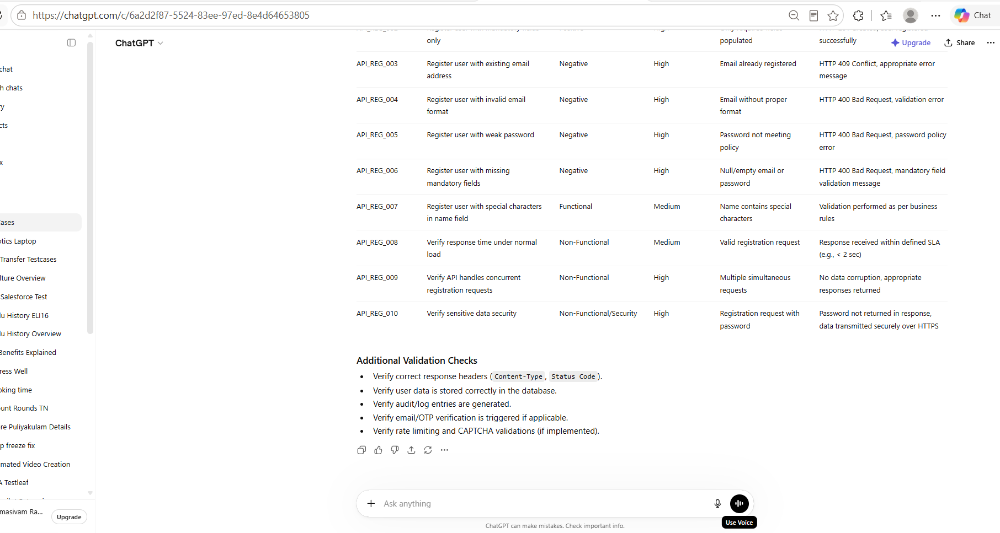 https://chatgpt.com/c/6a2d2f87-5524-83ee-97ed-8e4d64653805
Chat
ChatGPT
Upgrade
Share
chat
h chats
ry
cts
x
ases
otics Laptop
Transfer Testcases
lture Overview
Salesforce Test
du History ELI16
du History Overview
Benefits Explained
ress Well
oking time
ount Rounds TN
re Puliyakulam Details
p freeze fix
mated Video Creation
A Testleaf
masivam Ra...
Upgrade
only
populated
successfully
API_REG_003
Register user with existing email
address
Negative
High
Email already registered
HTTP 409 Conflict, appropriate error
message
API_REG_004
Register user with invalid email
format
Negative
High
Email without proper
format
HTTP 400 Bad Request, validation error
API_REG_005
Register user with weak password
Negative
High
Password not meeting
policy
HTTP 400 Bad Request, password policy
error
API_REG_006
Register user with missing
mandatory fields
Negative
High
Null/empty email or
password
HTTP 400 Bad Request, mandatory field
validation message
API_REG_007
Register user with special characters
in name field
Functional
Medium
Name contains special
characters
Validation performed as per business
rules
API_REG_008
Verify response time under normal
load
Non-Functional
Medium
Valid registration request
Response received within defined SLA
(e.g., < 2 sec)
API_REG_009
Verify API handles concurrent
registration requests
Non-Functional
High
Multiple simultaneous
requests
No data corruption, appropriate
responses returned
API_REG_010
Verify sensitive data security
Non-Functional/Security
High
Registration request with
password
Password not returned in response,
data transmitted securely over HTTPS
Additional Validation Checks
• Verify correct response headers ( Content-Type , Status Code ).
• Verify user data is stored correctly in the database.
• Verify audit/log entries are generated.
• Verify email/OTP verification is triggered if applicable.
• Verify rate limiting and CAPTCHA validations (if implemented).
Ask anything
Use Voice
ChatGPT can make mistakes. Check important info.